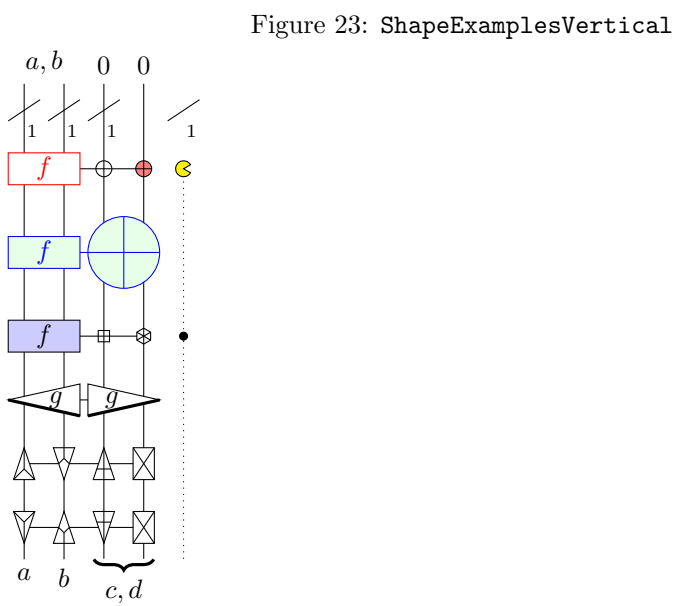 Figure 23: ShapeExamplesVertical
a, b 0 0
1 1 1 1
f
f
f
g g
a b
c, d